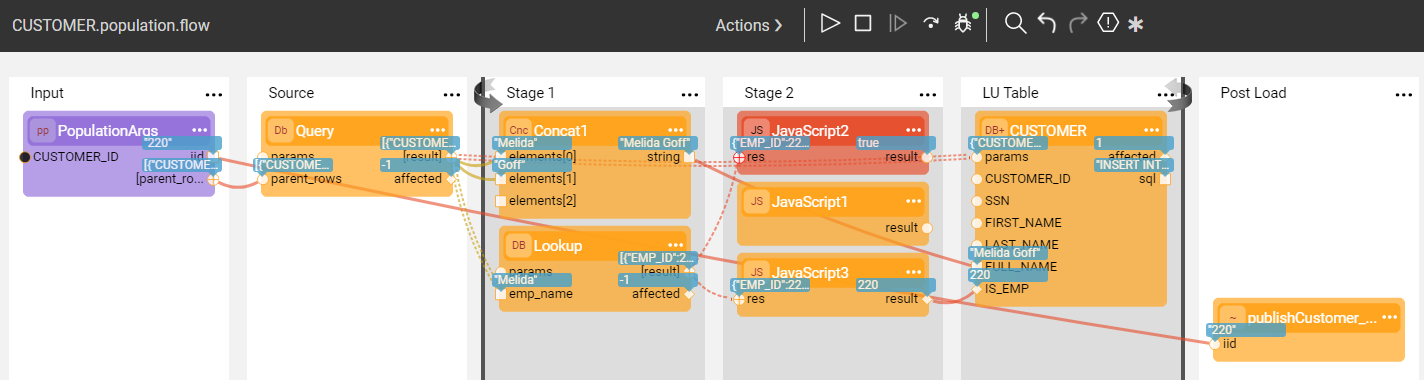 CUSTOMER.population.flow
Actions
Input
Source
Stage 1
Stage 2
LU Table
Post Load
pp PopulationArgs
"220"
CUSTOMER_ID
iid
[{"CUSTOME...
[parent_ro...
Db Query
[{"CUSTOME...
params
[result]
[{"CUSTOME...
-1
parent_rows
affected
Cnc Concat1
"Melida"
"Melida Goff"
elements[0]
string
"Goff"
elements[1]
elements[2]
DB Lookup
[{"EMP_ID":2...
params
[result]
"Melida"
-1
emp_name
affected
JS JavaScript2
{"EMP_ID":22...
true
res
result
JS JavaScript1
result
JS JavaScript3
{"EMP_ID":22...
220
res
result
DB+ CUSTOMER
{"CUSTOME...
1
params
affected
"INSERT INT...
CUSTOMER_ID
sql
SSN
FIRST_NAME
LAST_NAME
"Melida Goff"
FULL_NAME
220
IS_EMP
~ publishCustomer_...
"220"
iid